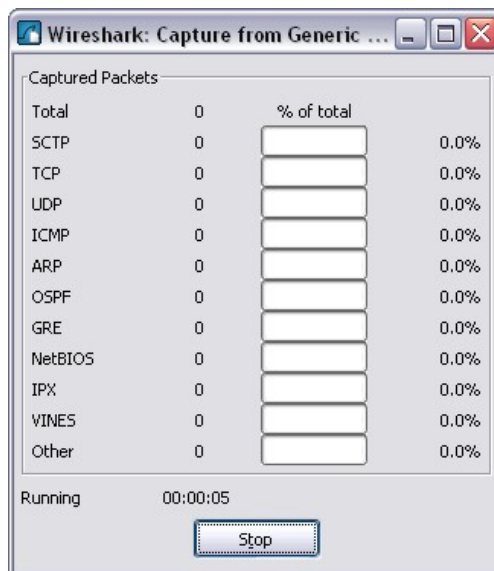 Wireshark: Capture from Generic ...
Captured Packets
Total 0 % of total
SCTP 0 0.0%
TCP 0 0.0%
UDP 0 0.0%
ICMP 0 0.0%
ARP 0 0.0%
OSPF 0 0.0%
GRE 0 0.0%
NetBIOS 0 0.0%
IPX 0 0.0%
VINES 0 0.0%
Other 0 0.0%
Running 00:00:05
Stop